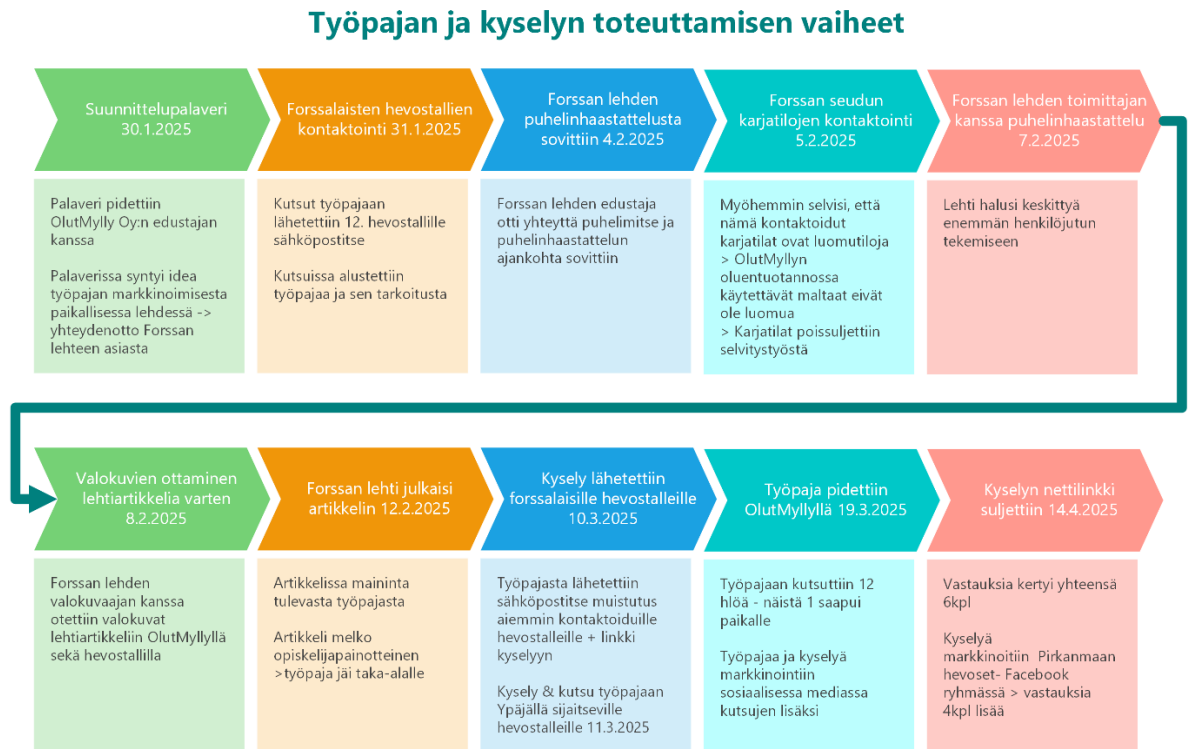 Työpajan ja kyselyn toteuttamisen vaiheet
Suunnittelupalaveri
30.1.2025
Palaveri pidettiin
OlutMylly Oy:n edustajan
kanssa
Palaverissa syntyi idea
työpajan markkinoimisesta
paikallisessa lehdessä ->
yhteydenotto Forssan
lehteen asiasta
Forssalaisten hevostallien
kontaktointi 31.1.2025
Kutsut työpajaan
lähetettiin 12. hevostallille
sähköpostitse
Kutsuissa alustettiin
työpajaa ja sen tarkoitusta
Forssan lehden
puhelinhaastattelusta
sovittiin 4.2.2025
Forssan lehden edustaja
otti yhteyttä puhelimitse ja
puhelinhaastattelun
ajankohta sovittiin
Forssan seudun
karjatilojen kontaktointi
5.2.2025
Myöhemmin selvisi, että
nämä kontaktoidut
karjatilat ovat luomutiloja
> OlutMyllyn
oluentuotannossa
käytettävät maltaat eivät
ole luomua
> Karjatilat poissuljettiin
selvitystyöstä
Forssan lehden toimittajan
kanssa puhelinhaastattelu
7.2.2025
Lehti halusi keskittyä
enemmän henkilöjutun
tekemiseen
Valokuvien ottaminen
lehtiartikkelia varten
8.2.2025
Forssan lehden
valokuvaajan kanssa
otettiin valokuvat
lehtiartikkeliin OlutMyllyllä
sekä hevostallilla
Forssan lehti julkaisi
artikkelin 12.2.2025
Artikkelissa maininta
tulevasta työpajasta
Artikkeli melko
opiskelijapainotteinen
>työpaja jäi taka-alalle
Kysely lähetettiin
forssalaisille hevostalleille
10.3.2025
Työpajasta lähetettiin
sähköpostitse muistutus
aiemmin kontaktoiduille
hevostalleille + linkki
kyselyyn
Kysely & kutsu työpajaan
Ypäjällä sijaitseville
hevostalleille 11.3.2025
Työpaja pidettiin
OlutMyllyllä 19.3.2025
Työpajaan kutsuttiin 12
hlöä - näistä 1 saapui
paikalle
Työpajaa ja kyselyä
markkinointiin
sosiaalisessa mediassa
kutsujen lisäksi
Kyselyn nettilinkki
suljettiin 14.4.2025
Vastauksia kertyi yhteensä
6kpl
Kyselyä
markkinoitiin Pirkanmaan
hevoset- Facebook
ryhmässä > vastauksia
4kpl lisää